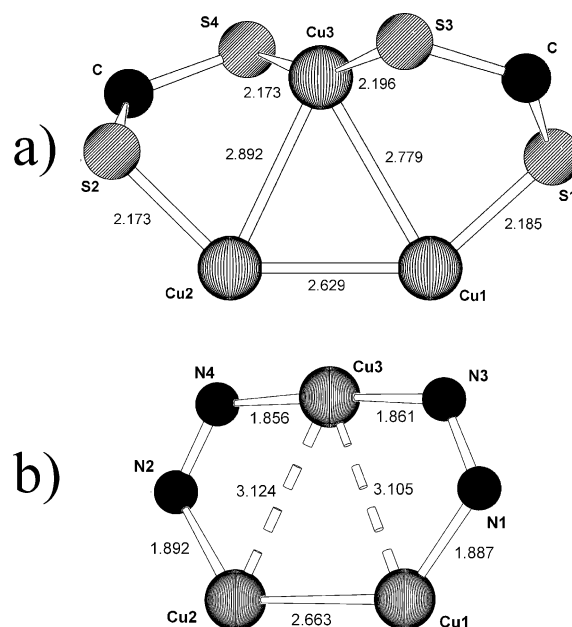 S4 Cu3 S3
C C
2.173 2.196
a)
2.892 2.779
S2 S1
2.173 2.185
Cu2 2.629 Cu1
N4 Cu3 N3
1.856 1.861
N2 3.124 3.105 N1
b)
1.892 1.887
Cu2 2.663 Cu1